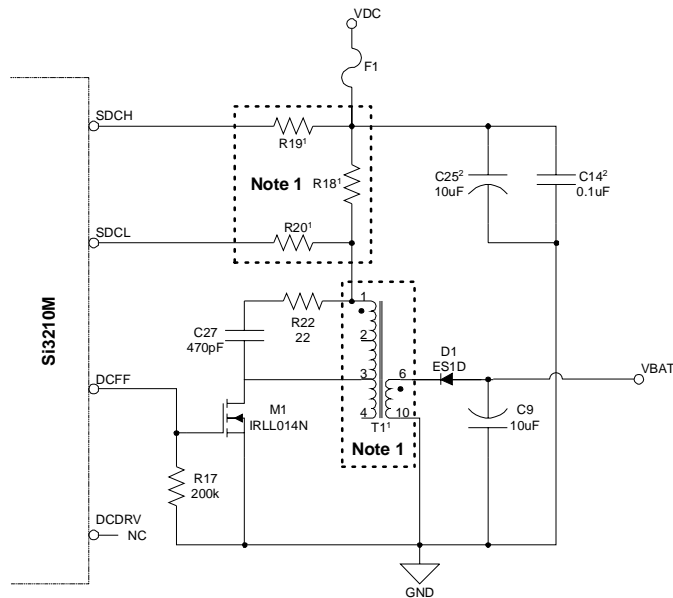 VDC
F1
SDCH
R19¹
Note 1
R18¹
C25²
10uF
C14²
0.1uF
SDCL
R20¹
Si3210M
1
R22
22
C27
470pF
2
DCFF
3
6
D1
ES1D
VBAT
M1
IRLL014N
4
10
T1¹
C9
10uF
Note 1
R17
200k
DCDRV
NC
GND